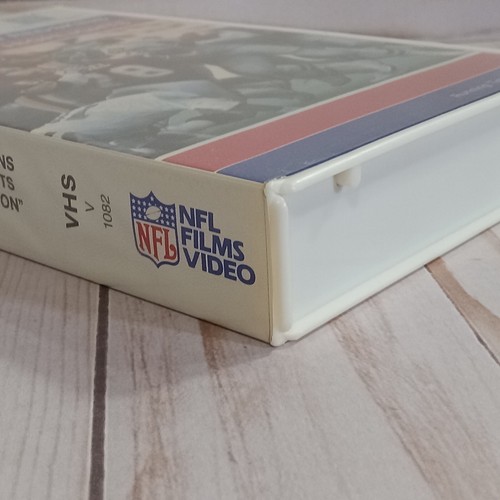 NS
TS
ON"
VHS
V
1082
NFL
NFL
FILMS
VIDEO